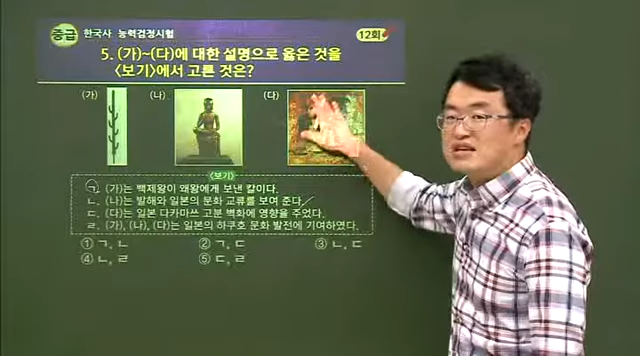 중급 한국사 능력검정시험 12회
5. (가)~(다)에 대한 설명으로 옳은 것을
<보기>에서 고른 것은?
(가) (나) (다)
<보기>
ㄱ. (가)는 백제왕이 왜왕에게 보낸 칼이다.
ㄴ. (나)는 발해와 일본의 문화 교류를 보여 준다.
ㄷ. (다)는 일본 다카마쓰 고분 벽화에 영향을 주었다.
ㄹ. (가), (나), (다)는 일본의 하쿠호 문화 발전에 기여하였다.
① ㄱ, ㄴ ② ㄱ, ㄷ ③ ㄴ, ㄷ
④ ㄴ, ㄹ ⑤ ㄷ, ㄹ